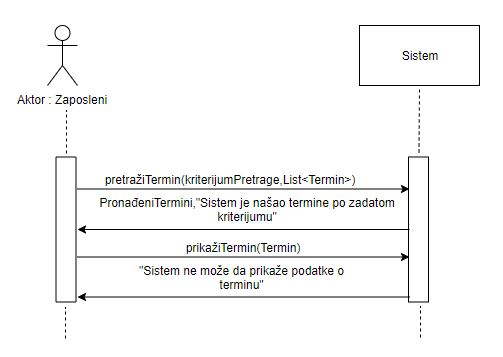 Sistem
Aktor : Zaposleni
pretražiTermin(kriterijumPretrage,List<Termin>)
PronađeniTermini,"Sistem je našao termine po zadatom
kriterijumu"
prikažiTermin(Termin)
"Sistem ne može da prikaže podatke o
terminu"